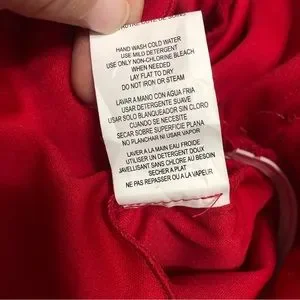 HAND WASH COLD WATER
USE MILD DETERGENT
USE ONLY NON-CHLORINE BLEACH
WHEN NEEDED
LAY FLAT TO DRY
DO NOT IRON OR STEAM
LAVAR A MANO CON AGUA FRIA
USAR DETERGENTE SUAVE
USAR SOLO BLANQUEADOR SIN CLORO
CUANDO SE NECESITE
SECAR SOBRE SUPERFICIE PLANA
NO PLANCHAR NI USAR VAPOR
LAVER A LA MAIN EAU FROIDE
UTILISER UN DETERGENT DOUX
JAVELLISANT SANS CHLORE AU BESOIN
SECHER A PLAT
NE PAS REPASSER OU A LA VAPEUR